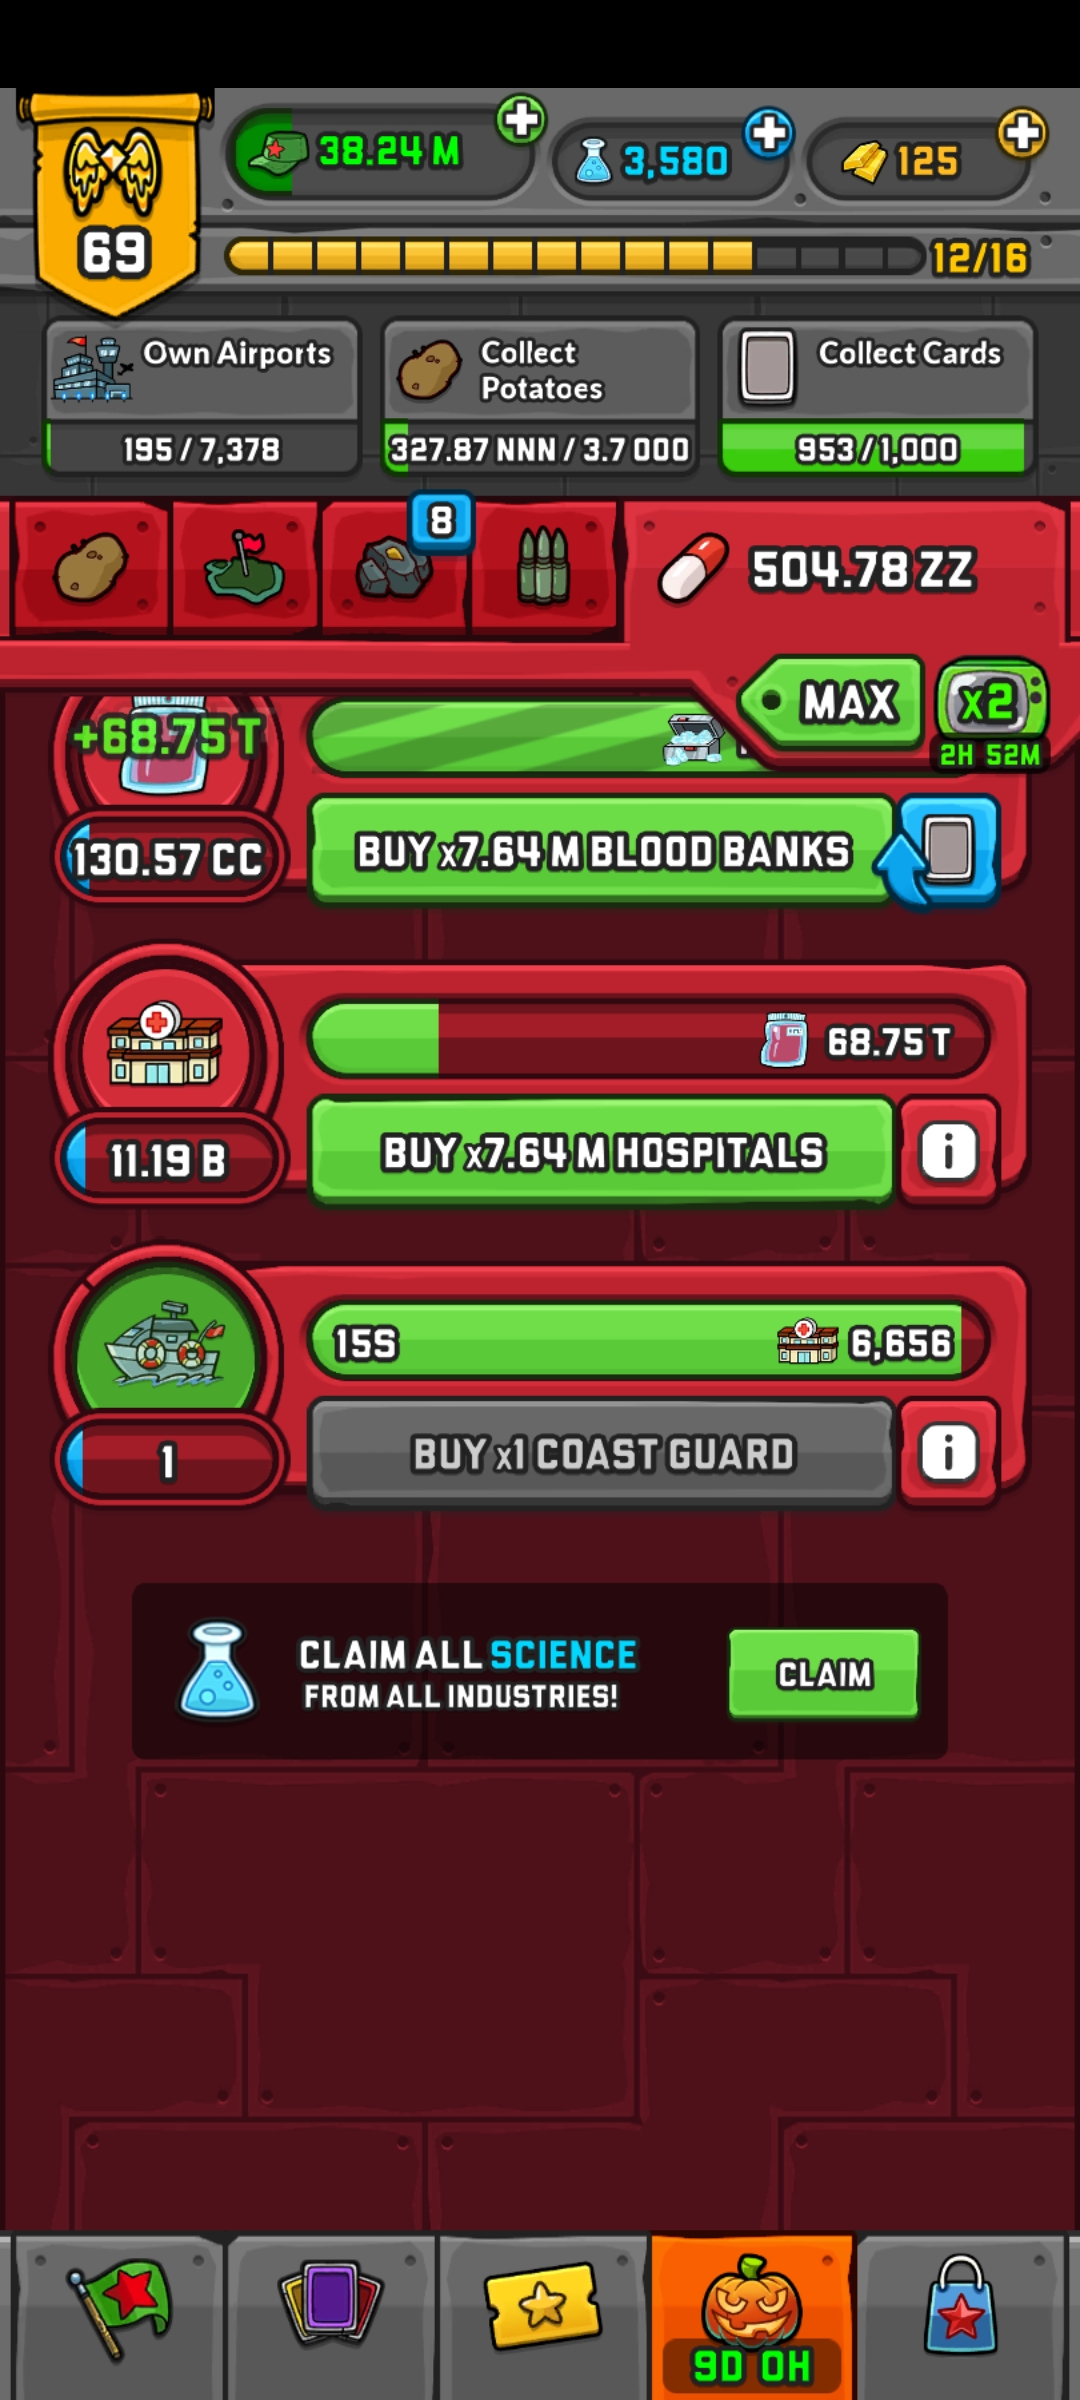 38.24 M
3,580
125
69
12/16
Own Airports
195 / 7,378
Collect
Potatoes
327.87 NNN / 3.7 OOO
Collect Cards
953 / 1,000
8
504.78 ZZ
MAX
x2
2H 52M
+68.75 T
130.57 CC
BUY x7.64 M BLOOD BANKS
68.75 T
11.19 B
BUY x7.64 M HOSPITALS
i
15S
6,656
1
BUY x1 COAST GUARD
i
CLAIM ALL SCIENCE
FROM ALL INDUSTRIES!
CLAIM
9D 0H